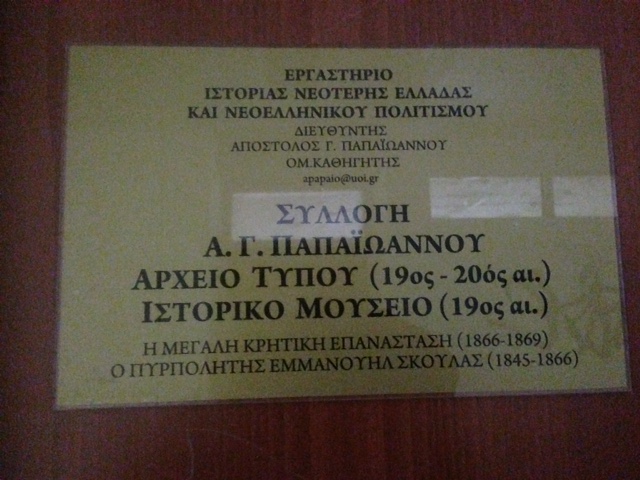 ΕΡΓΑΣΤΗΡΙΟ
ΙΣΤΟΡΙΑΣ ΝΕΟΤΕΡΗΣ ΕΛΛΑΔΑΣ
ΚΑΙ ΝΕΟΕΛΛΗΝΙΚΟΥ ΠΟΛΙΤΙΣΜΟΥ
ΔΙΕΥΘΥΝΤΗΣ
ΑΠΟΣΤΟΛΟΣ Γ. ΠΑΠΑΪΩΑΝΝΟΥ
ΟΜ.ΚΑΘΗΓΗΤΗΣ
apapaio@uoi.gr
ΣΥΛΛΟΓΗ
Α. Γ. ΠΑΠΑΪΩΑΝΝΟΥ
ΑΡΧΕΙΟ ΤΥΠΟΥ (19ος - 20ός αι.)
ΙΣΤΟΡΙΚΟ ΜΟΥΣΕΙΟ (19ος αι.)
Η ΜΕΓΑΛΗ ΚΡΗΤΙΚΗ ΕΠΑΝΑΣΤΑΣΗ (1866-1869)
Ο ΠΥΡΠΟΛΗΤΗΣ ΕΜΜΑΝΟΥΗΛ ΣΚΟΥΛΑΣ (1845-1866)